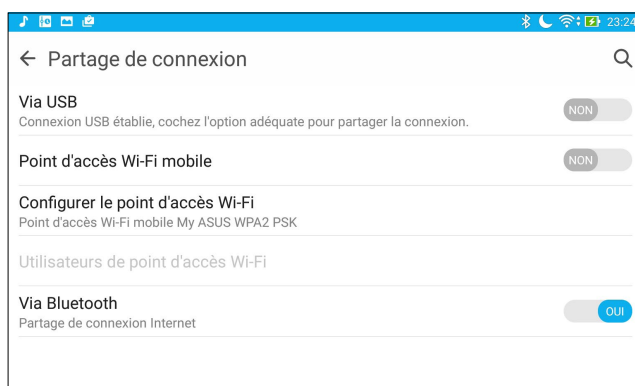 23:24
Partage de connexion
Via USB
Connexion USB établie, cochez l'option adéquate pour partager la connexion.
NON
Point d'accès Wi-Fi mobile
NON
Configurer le point d'accès Wi-Fi
Point d'accès Wi-Fi mobile My ASUS WPA2 PSK
Utilisateurs de point d'accès Wi-Fi
Via Bluetooth
Partage de connexion Internet
OUI